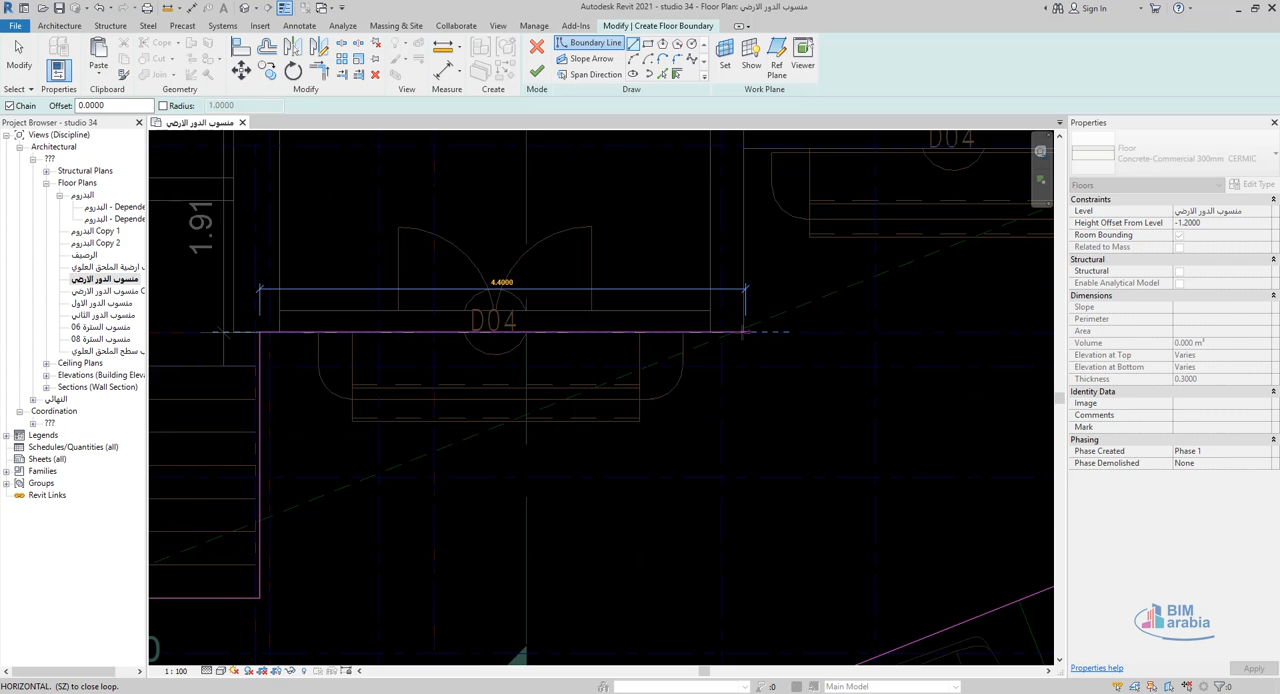 Autodesk Revit 2021 - studio 34 - Floor Plan: منسوب الدور الارضي
Sign In
File Architecture Structure Steel Precast Systems Insert Annotate Analyze Massing & Site Collaborate View Manage Add-Ins Modify | Create Floor Boundary
Modify
Paste
Cope
Cut
Join
Boundary Line
Slope Arrow
Span Direction
Set Show Ref Plane Viewer
Select Properties Clipboard Geometry Modify View Measure Create Mode Draw Work Plane
Chain Offset: 0.0000 Radius: 1.0000
Project Browser - studio 34
منسوب الدور الارضي
Properties
Views (Discipline)
Architectural
???
Structural Plans
Floor Plans
البدروم
البدروم - Depende
البدروم - Depende
البدروم Copy 1
البدروم Copy 2
الرصيف
ارضية الملحق العلوي
منسوب الدور الارضي
منسوب الدور الارضي C
منسوب الدور الاول
منسوب الدور الثاني
منسوب السترة 06
منسوب السترة 08
سطح الملحق العلوي
Ceiling Plans
Elevations (Building Eleva
Sections (Wall Section)
النهائي
Coordination
???
Legends
Schedules/Quantities (all)
Sheets (all)
Families
Groups
Revit Links
1.91
4.4000
D04
D04
Floor
Concrete-Commercial 300mm CERMIC
Floors
Edit Type
Constraints
Level منسوب الدور الارضي
Height Offset From Level -1.2000
Room Bounding
Related to Mass
Structural
Structural
Enable Analytical Model
Dimensions
Slope
Perimeter
Area
Volume 0.000 m³
Elevation at Top Varies
Elevation at Bottom Varies
Thickness 0.3000
Identity Data
Image
Comments
Mark
Phasing
Phase Created Phase 1
Phase Demolished None
BIM
arabia
Properties help
Apply
1 : 100
HORIZONTAL. (SZ) to close loop.
:0
Main Model
:0